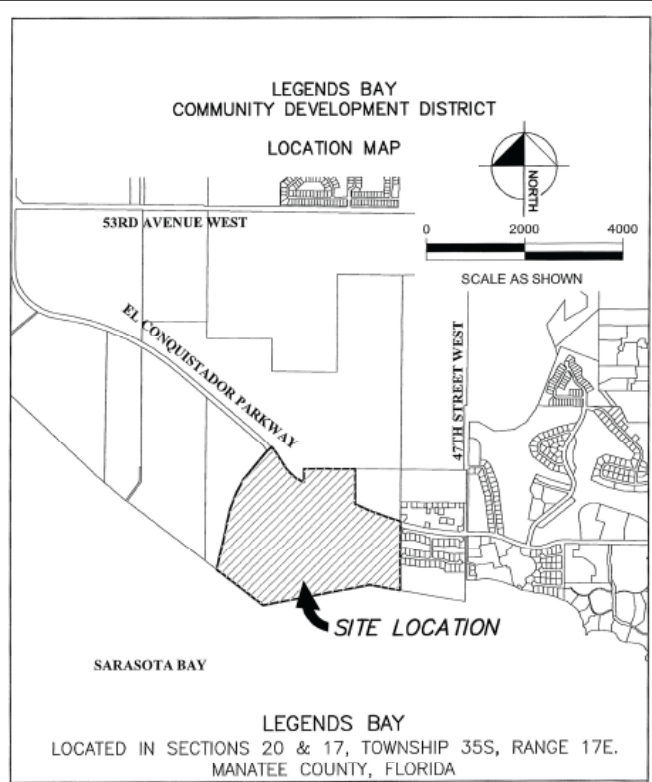 LEGENDS BAY
COMMUNITY DEVELOPMENT DISTRICT
LOCATION MAP
NORTH
53RD AVENUE WEST
0 2000 4000
SCALE AS SHOWN
EL CONQUISTADOR PARKWAY
47TH STREET WEST
SITE LOCATION
SARASOTA BAY
LEGENDS BAY
LOCATED IN SECTIONS 20 & 17, TOWNSHIP 35S, RANGE 17E.
MANATEE COUNTY, FLORIDA